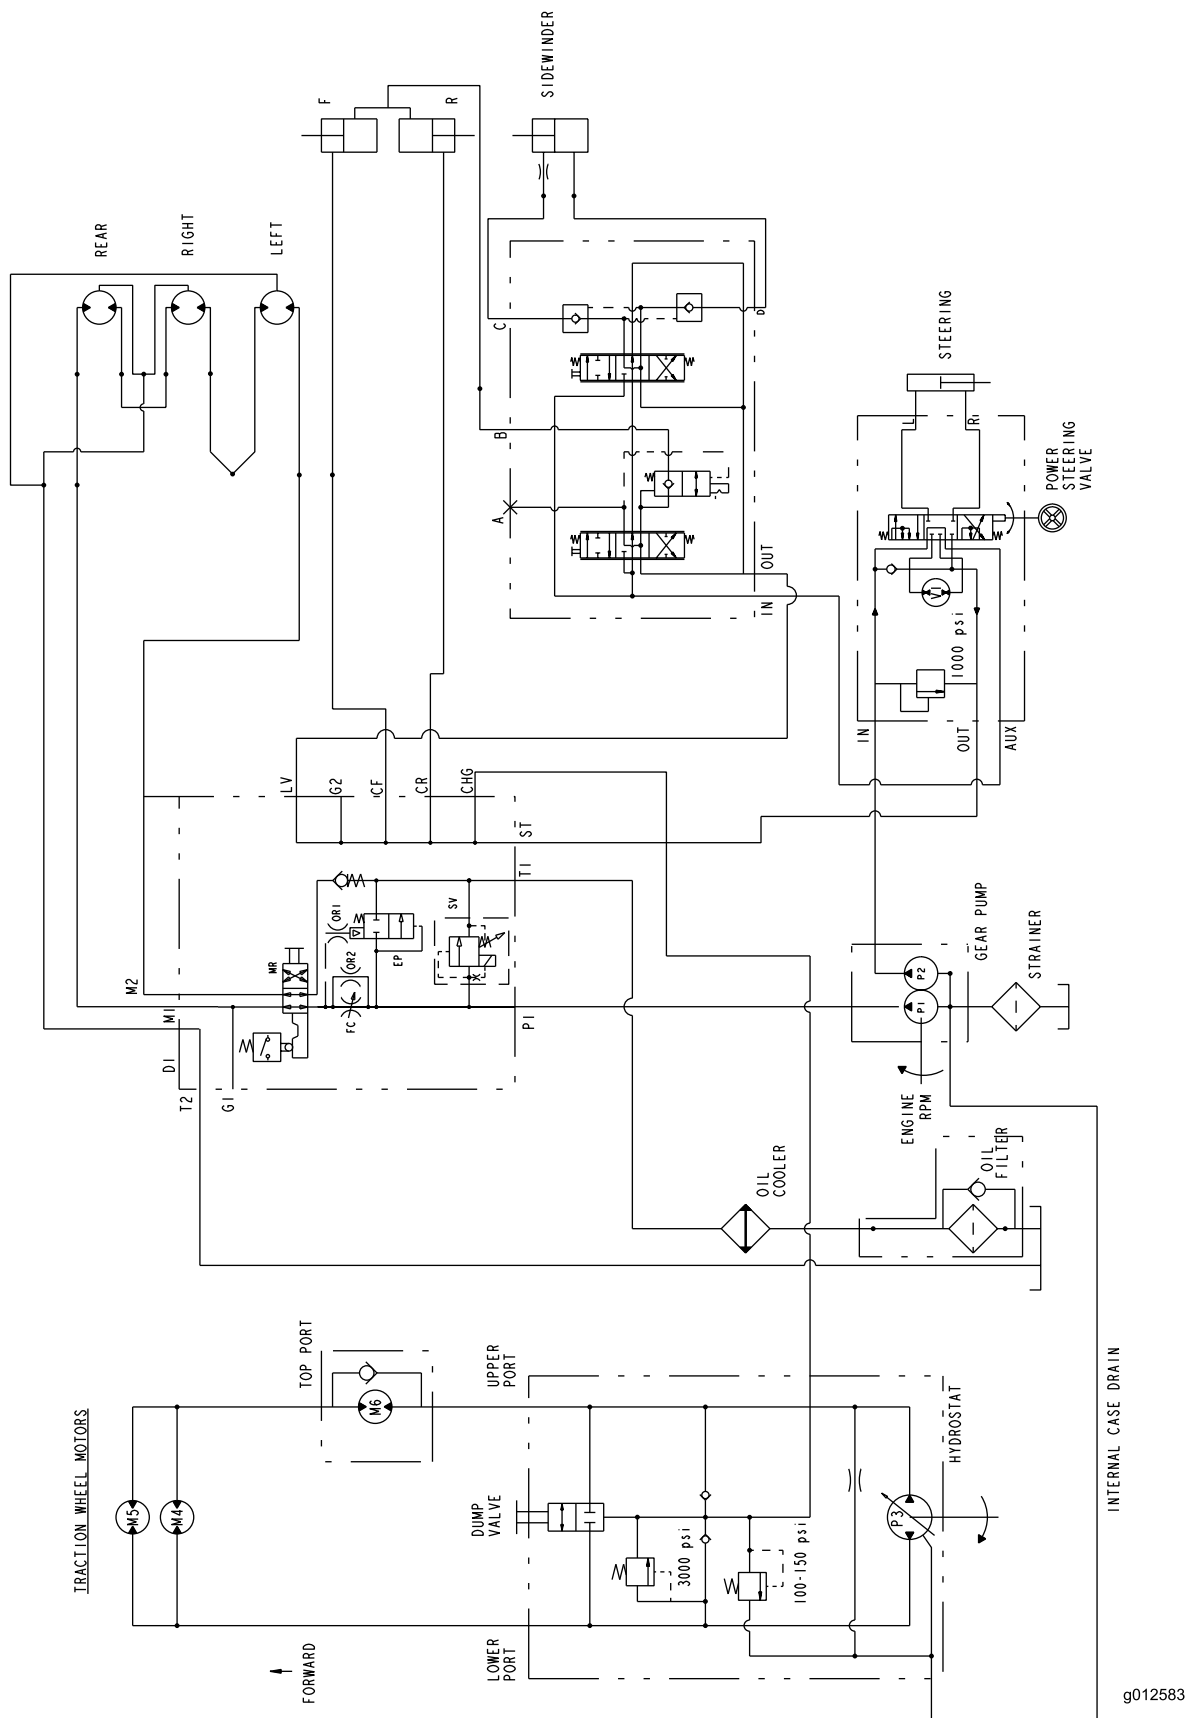 SIDEWINDER
F
R
REAR
RIGHT
LEFT
C
D
STEERING
L
R
B
A
POWER
STEERING
VALVE
OUT
IN
V1
1000 psi
IN
OUT
AUX
LV
G2
CF
CR
CHG
ST
T1
SV
OR1
EP
OR2
MR
FC
X
M2
M1
P1
D1
T2
G1
GEAR PUMP
STRAINER
P2
P1
ENGINE
RPM
OIL
COOLER
OIL
FILTER
TOP PORT
M6
UPPER
PORT
HYDROSTAT
INTERNAL CASE DRAIN
TRACTION WHEEL MOTORS
M5
M4
DUMP
VALVE
3000 psi
100-150 psi
P3
FORWARD
LOWER
PORT
g012583